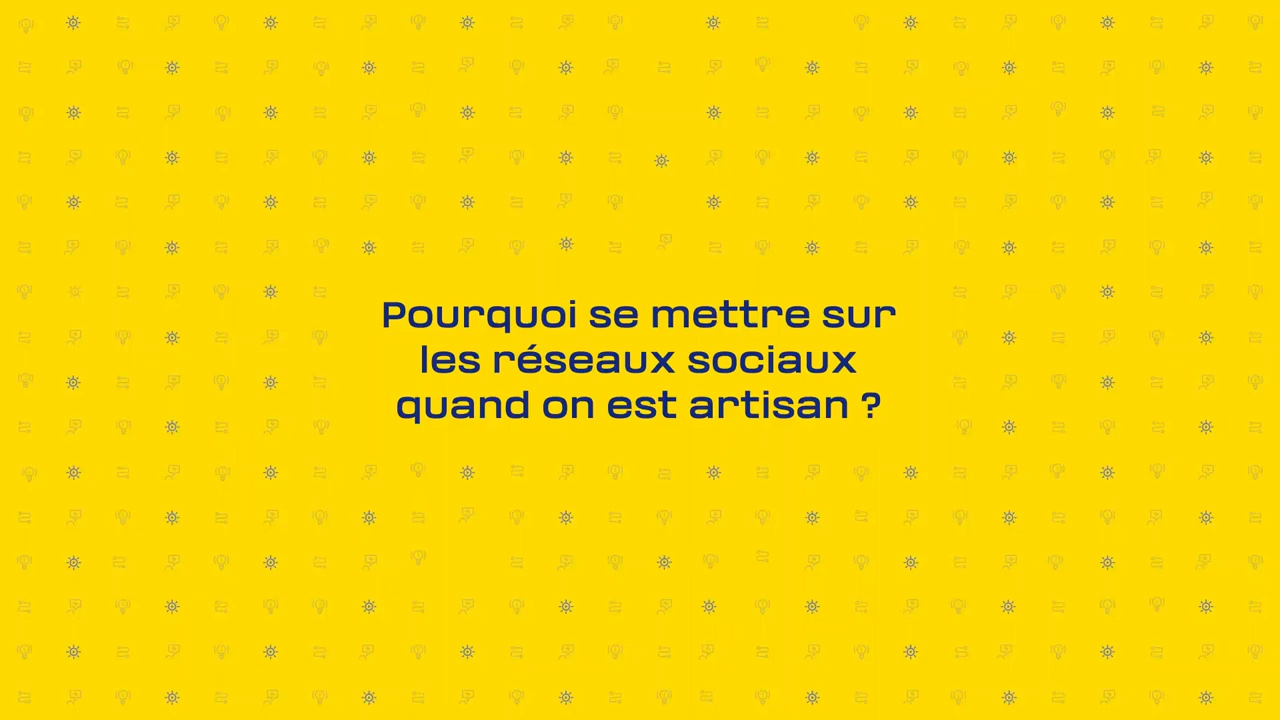 Pourquoi se mettre sur
les réseaux sociaux
quand on est artisan ?